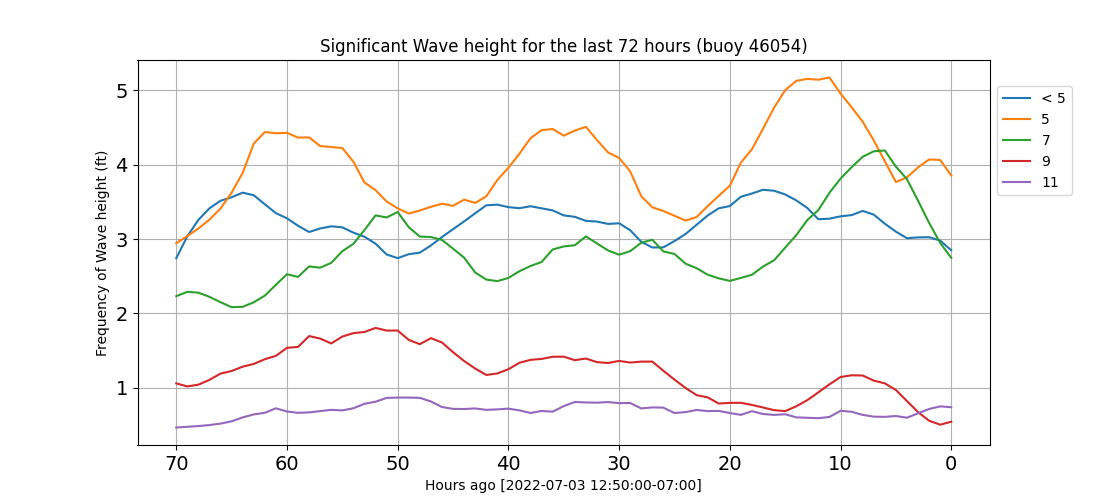 Significant Wave height for the last 72 hours (buoy 46054)
Frequency of Wave height (ft)
5
4
3
2
1
70 60 50 40 30 20 10 0
Hours ago [2022-07-03 12:50:00-07:00]
< 5
5
7
9
11